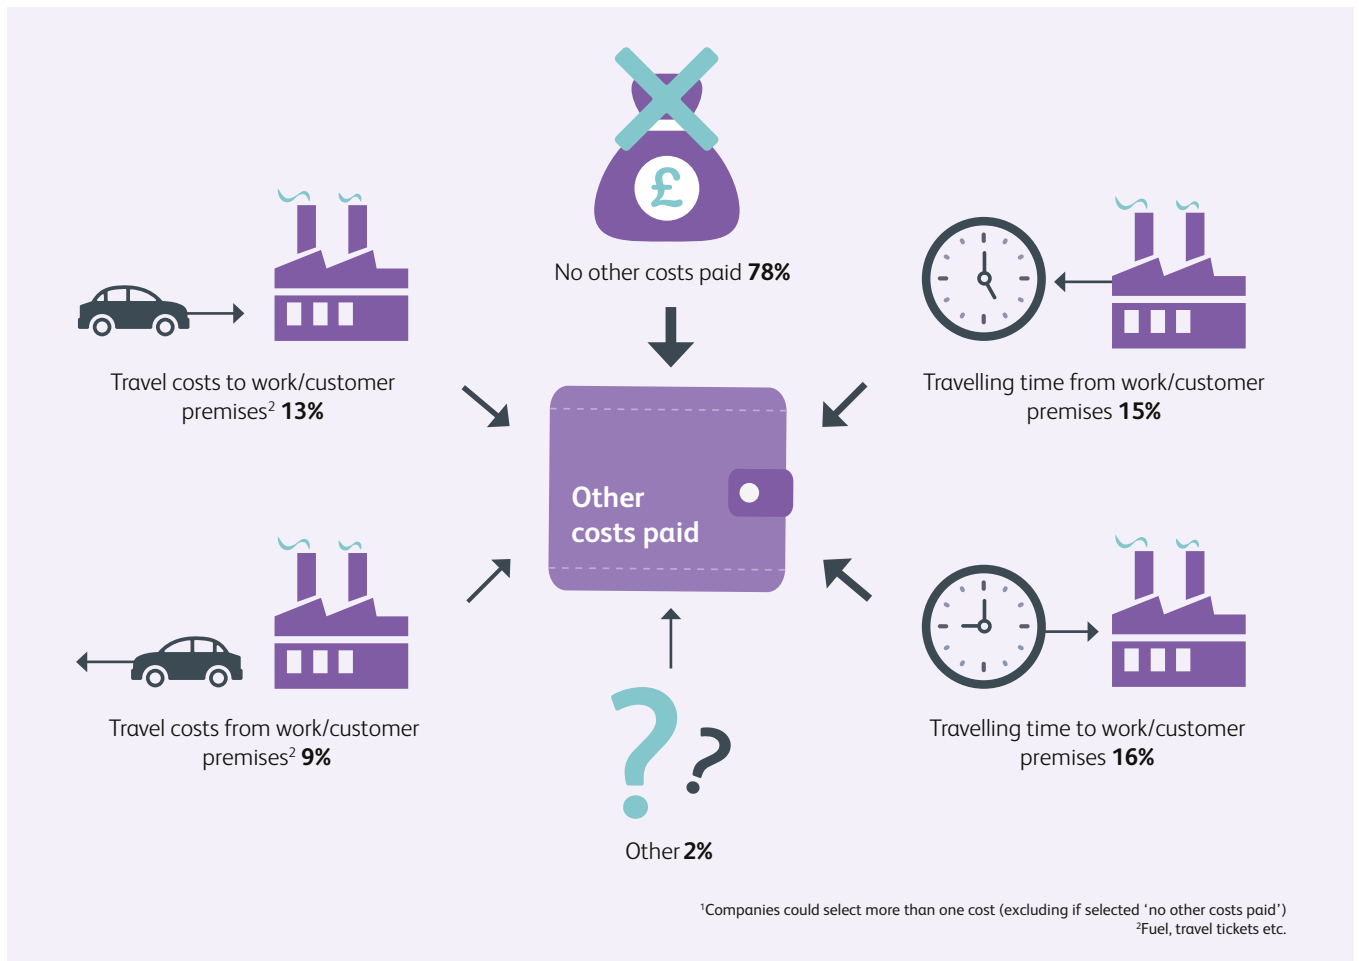 £
No other costs paid 78%
Travel costs to work/customer
premises² 13%
Travelling time from work/customer
premises 15%
Other
costs paid
Travel costs from work/customer
premises² 9%
Travelling time to work/customer
premises 16%
? ?
Other 2%
¹Companies could select more than one cost (excluding if selected ‘no other costs paid’)
²Fuel, travel tickets etc.